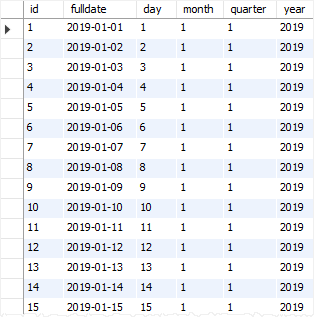 id fulldate day month quarter year
1 2019-01-01 1 1 1 2019
2 2019-01-02 2 1 1 2019
3 2019-01-03 3 1 1 2019
4 2019-01-04 4 1 1 2019
5 2019-01-05 5 1 1 2019
6 2019-01-06 6 1 1 2019
7 2019-01-07 7 1 1 2019
8 2019-01-08 8 1 1 2019
9 2019-01-09 9 1 1 2019
10 2019-01-10 10 1 1 2019
11 2019-01-11 11 1 1 2019
12 2019-01-12 12 1 1 2019
13 2019-01-13 13 1 1 2019
14 2019-01-14 14 1 1 2019
15 2019-01-15 15 1 1 2019